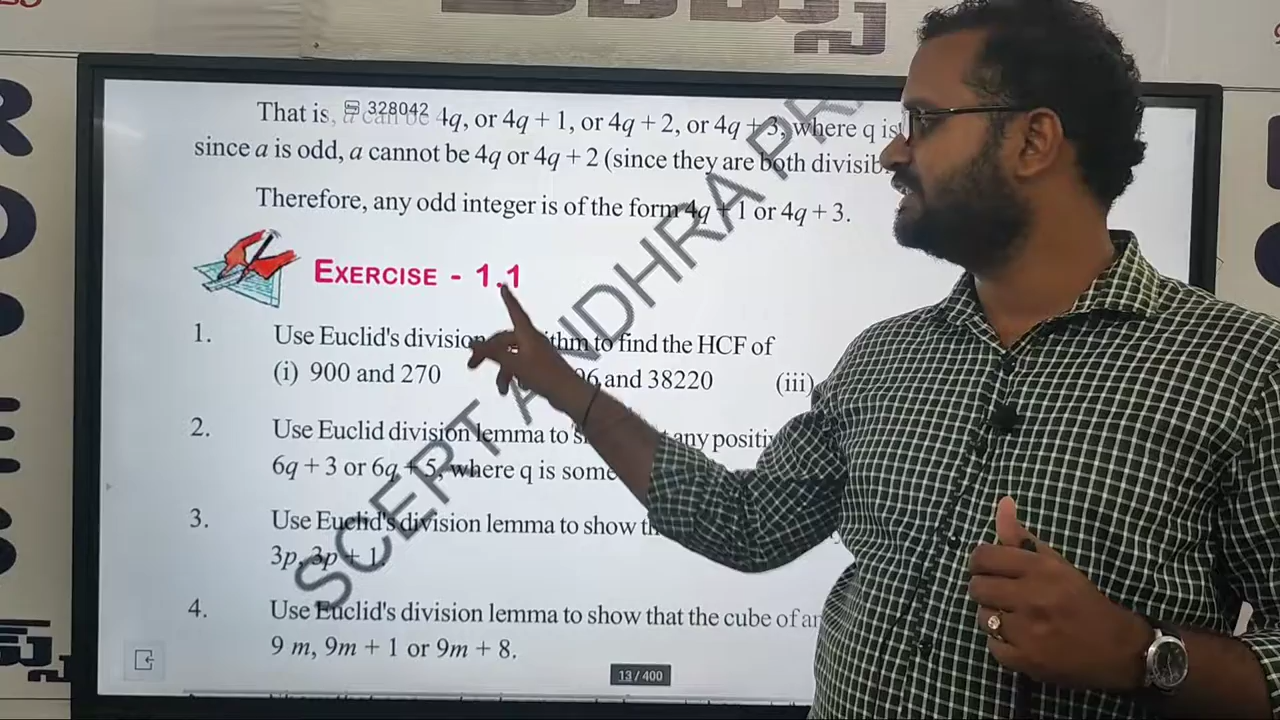 328042
That is, a can be 4q, or 4q + 1, or 4q + 2, or 4q + 3, where q is
since a is odd, a cannot be 4q or 4q + 2 (since they are both divisib
Therefore, any odd integer is of the form 4q + 1 or 4q + 3.
EXERCISE - 1.1
1. Use Euclid's division to find the HCF of
(i) 900 and 270 96 and 38220 (iii)
2. Use Euclid division lemma to any positiv
6q + 3 or 6q + 5, where q is some
3. Use Euclid's division lemma to show
3p, 3p + 1.
4. Use Euclid's division lemma to show that the cube of
9 m, 9m + 1 or 9m + 8.
SCERT ANDHRA PR
13 / 400